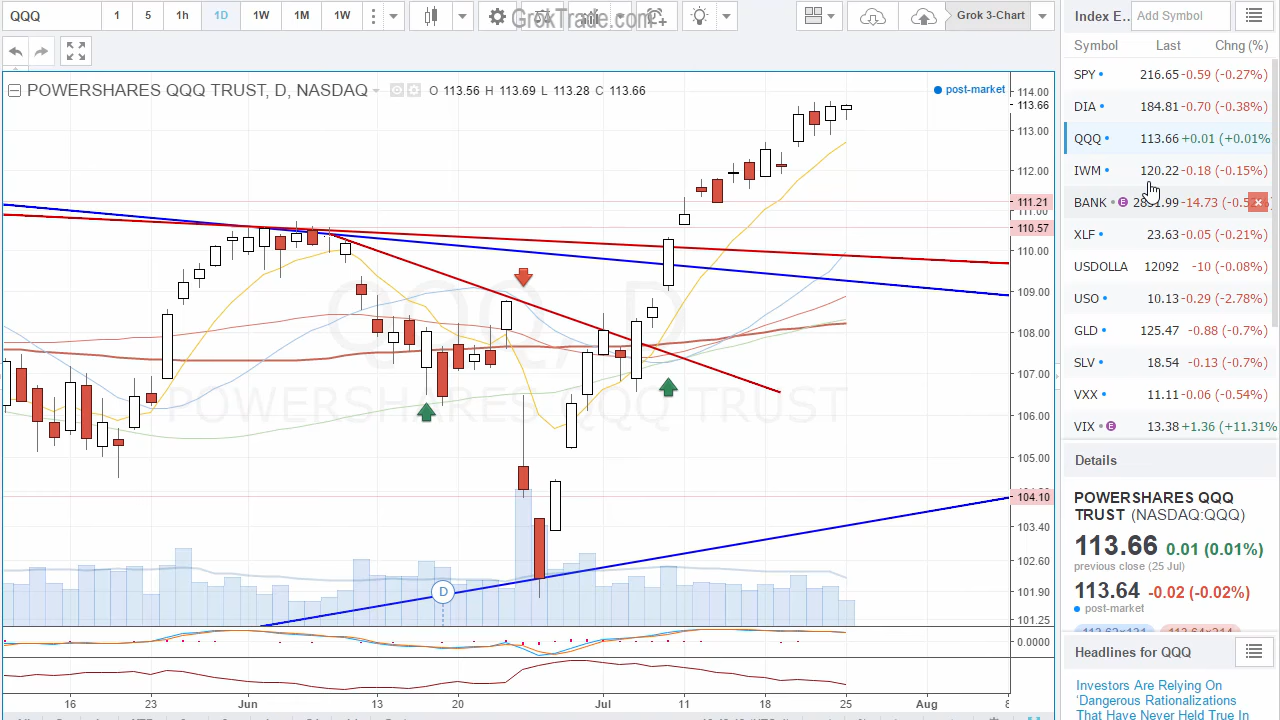 QQQ 1 5 1h 1D 1W 1M 1W GrokTrade.com Grok 3-Chart
POWERSHARES QQQ TRUST, D, NASDAQ O 113.56 H 113.69 L 113.28 C 113.66
post-market
114.00
113.66
113.00
112.00
111.21
111.00
110.57
110.00
109.00
108.00
107.00
106.00
105.00
104.10
103.40
102.60
101.90
101.25
0.0000
QQQ, D
POWERSHARES QQQ TRUST
D
16 23 Jun 13 20 Jul 11 18 25 Aug 8
Index E.. Add Symbol
Symbol Last Chng (%)
SPY 216.65 -0.59 (-0.27%)
DIA 184.81 -0.70 (-0.38%)
QQQ 113.66 +0.01 (+0.01%
IWM 120.22 -0.18 (-0.15%)
BANK E -14.73
XLF 23.63 -0.05 (-0.21%)
USDOLLA 12092 -10 (-0.08%)
USO 10.13 -0.29 (-2.78%)
GLD 125.47 -0.88 (-0.7%)
SLV 18.54 -0.13 (-0.7%)
VXX 11.11 -0.06 (-0.54%)
VIX E 13.38 +1.36 (+11.31%
Details
POWERSHARES QQQ
TRUST (NASDAQ:QQQ)
113.66 0.01 (0.01%)
previous close (25 Jul)
113.64 -0.02 (-0.02%)
post-market
Headlines for QQQ
Investors Are Relying On
'Dangerous Rationalizations
That Have Never Held True In